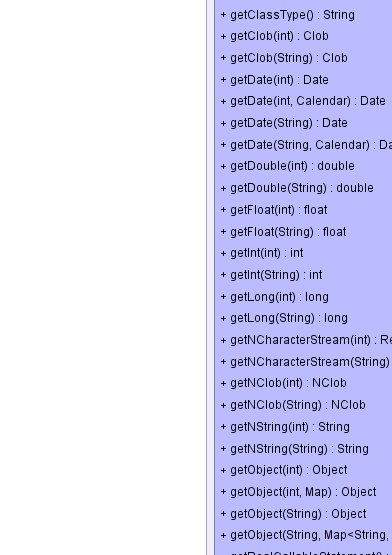 + getClassType() : String
+ getClob(int) : Clob
+ getClob(String) : Clob
+ getDate(int) : Date
+ getDate(int, Calendar) : Date
+ getDate(String) : Date
+ getDate(String, Calendar) : Da
+ getDouble(int) : double
+ getDouble(String) : double
+ getFloat(int) : float
+ getFloat(String) : float
+ getInt(int) : int
+ getInt(String) : int
+ getLong(int) : long
+ getLong(String) : long
+ getNCharacterStream(int) : Re
+ getNCharacterStream(String)
+ getNClob(int) : NClob
+ getNClob(String) : NClob
+ getNString(int) : String
+ getNString(String) : String
+ getObject(int) : Object
+ getObject(int, Map) : Object
+ getObject(String) : Object
+ getObject(String, Map<String,